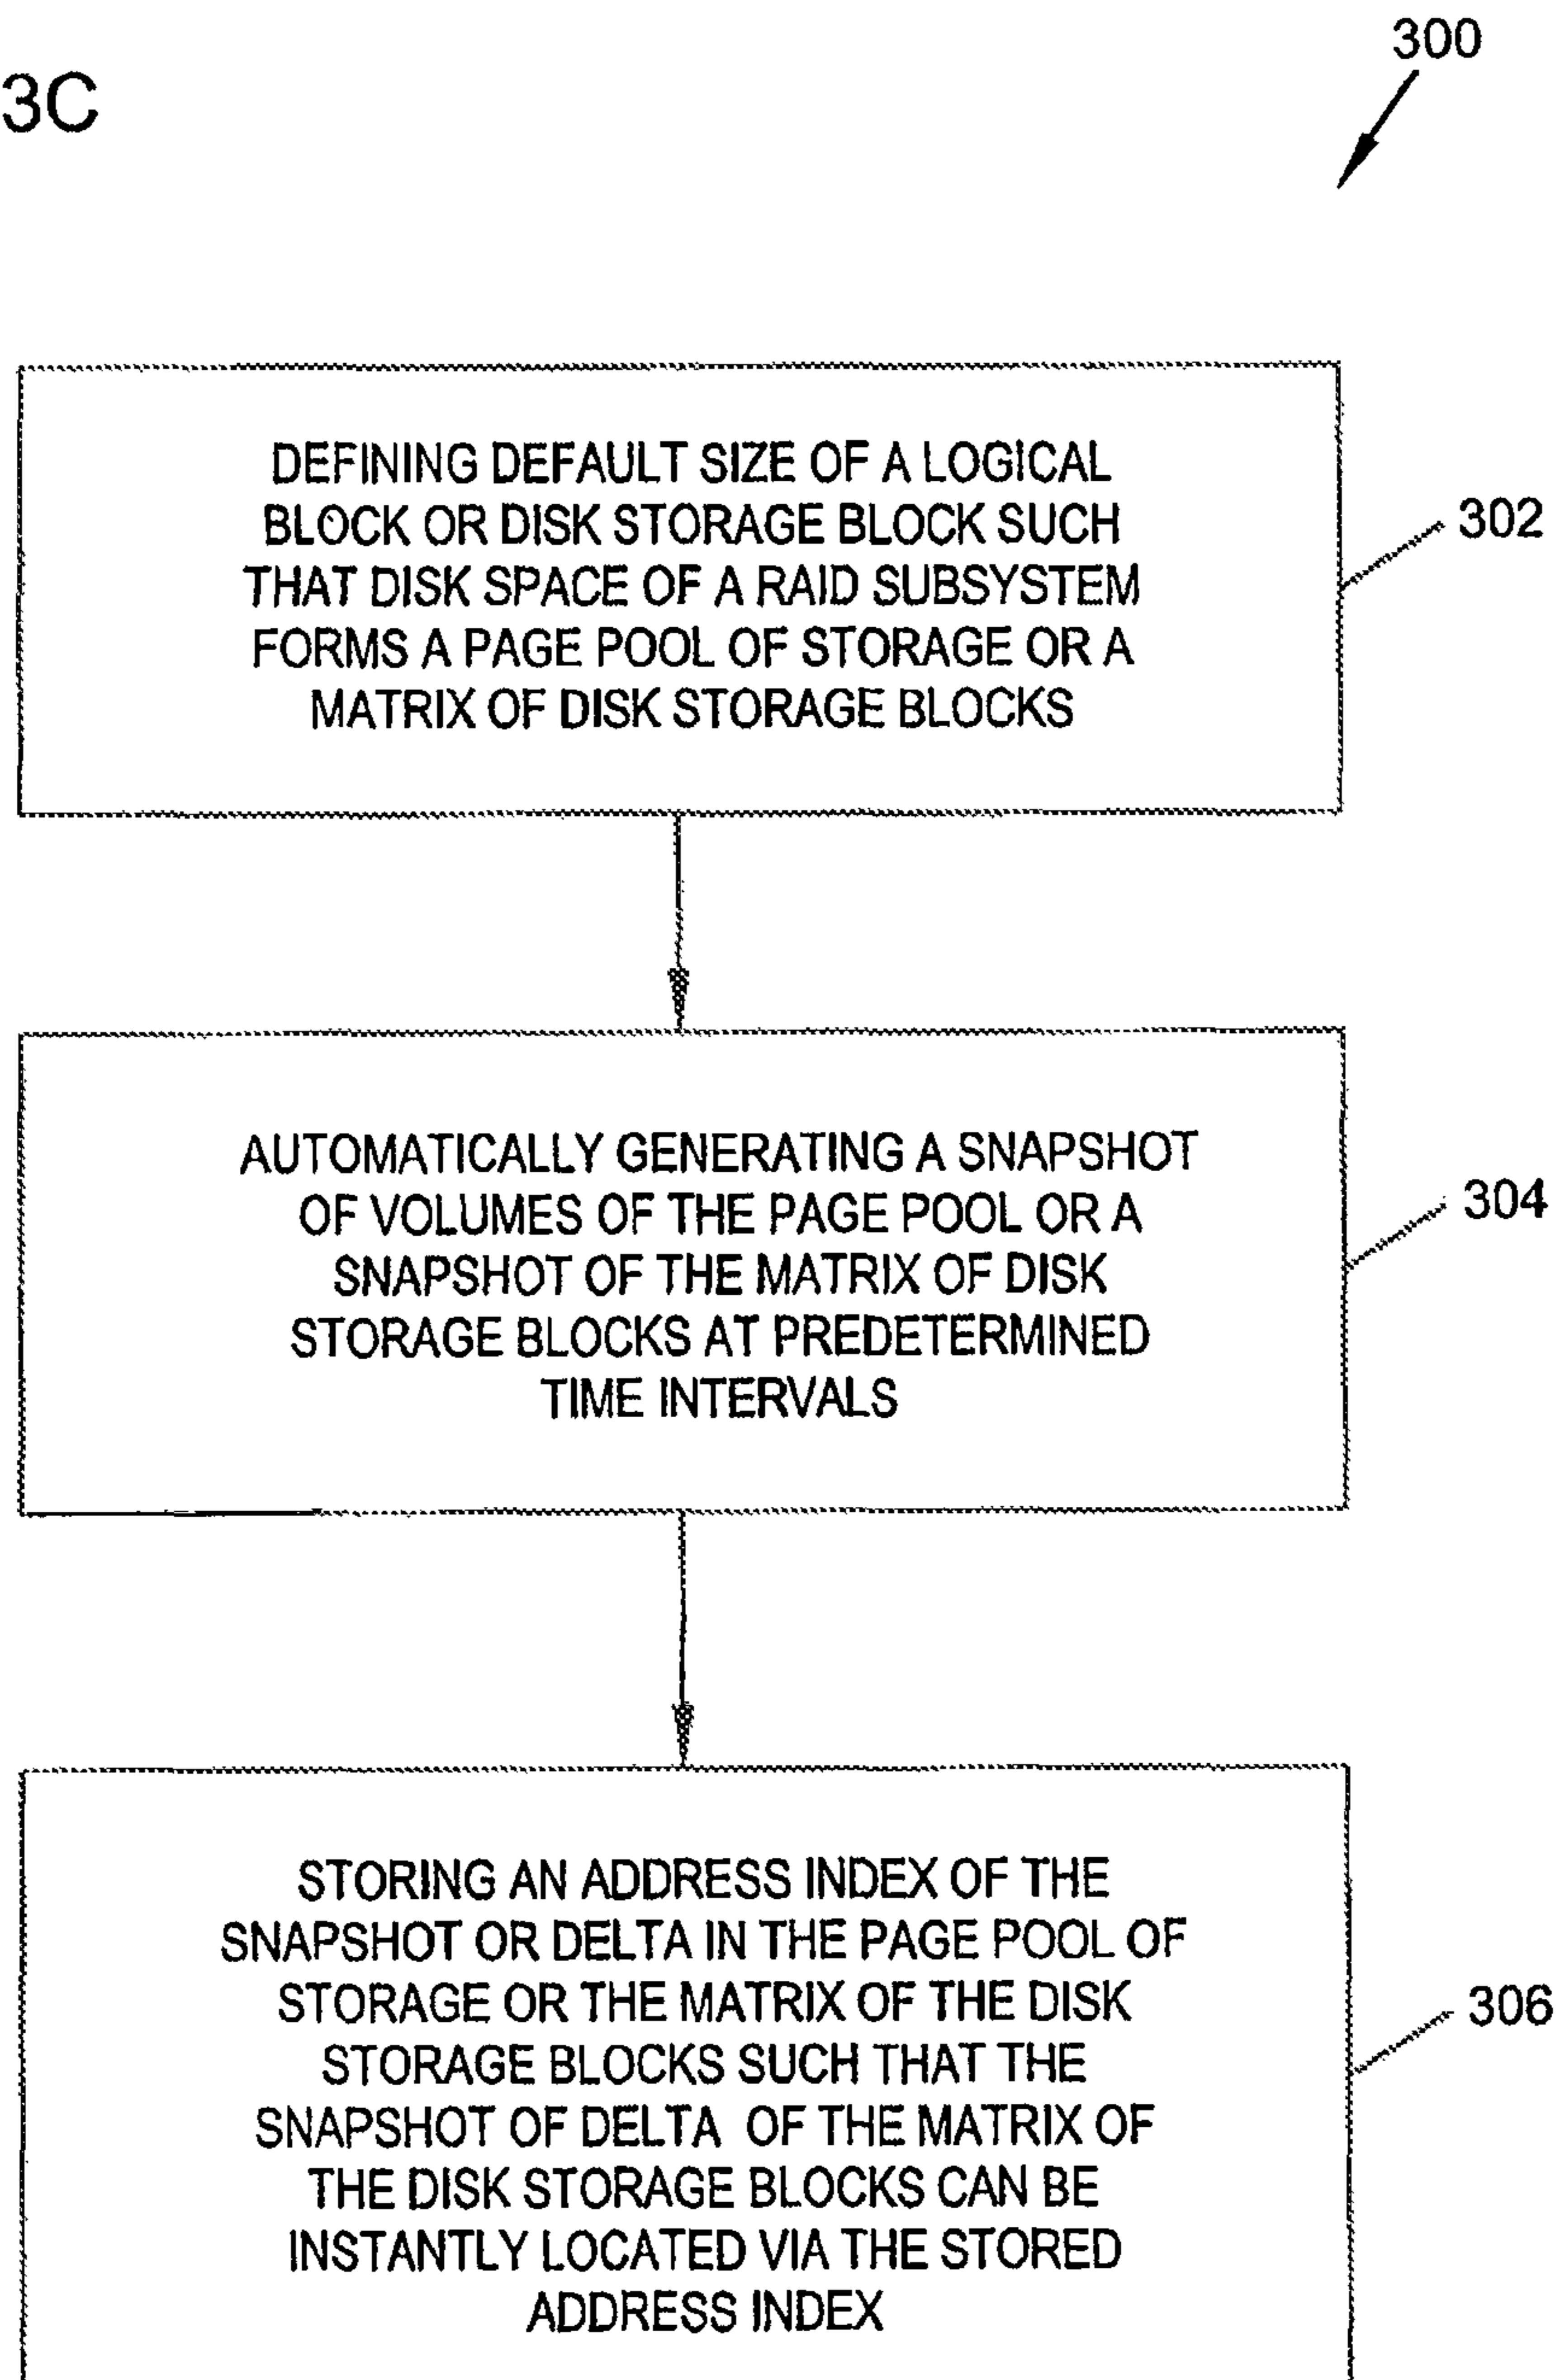 300
3C
DEFINING DEFAULT SIZE OF A LOGICAL
BLOCK OR DISK STORAGE BLOCK SUCH
THAT DISK SPACE OF A RAID SUBSYSTEM
FORMS A PAGE POOL OF STORAGE OR A
MATRIX OF DISK STORAGE BLOCKS
302
AUTOMATICALLY GENERATING A SNAPSHOT
OF VOLUMES OF THE PAGE POOL OR A
SNAPSHOT OF THE MATRIX OF DISK
STORAGE BLOCKS AT PREDETERMINED
TIME INTERVALS
304
STORING AN ADDRESS INDEX OF THE
SNAPSHOT OR DELTA IN THE PAGE POOL OF
STORAGE OR THE MATRIX OF THE DISK
STORAGE BLOCKS SUCH THAT THE
SNAPSHOT OF DELTA OF THE MATRIX OF
THE DISK STORAGE BLOCKS CAN BE
INSTANTLY LOCATED VIA THE STORED
ADDRESS INDEX
306